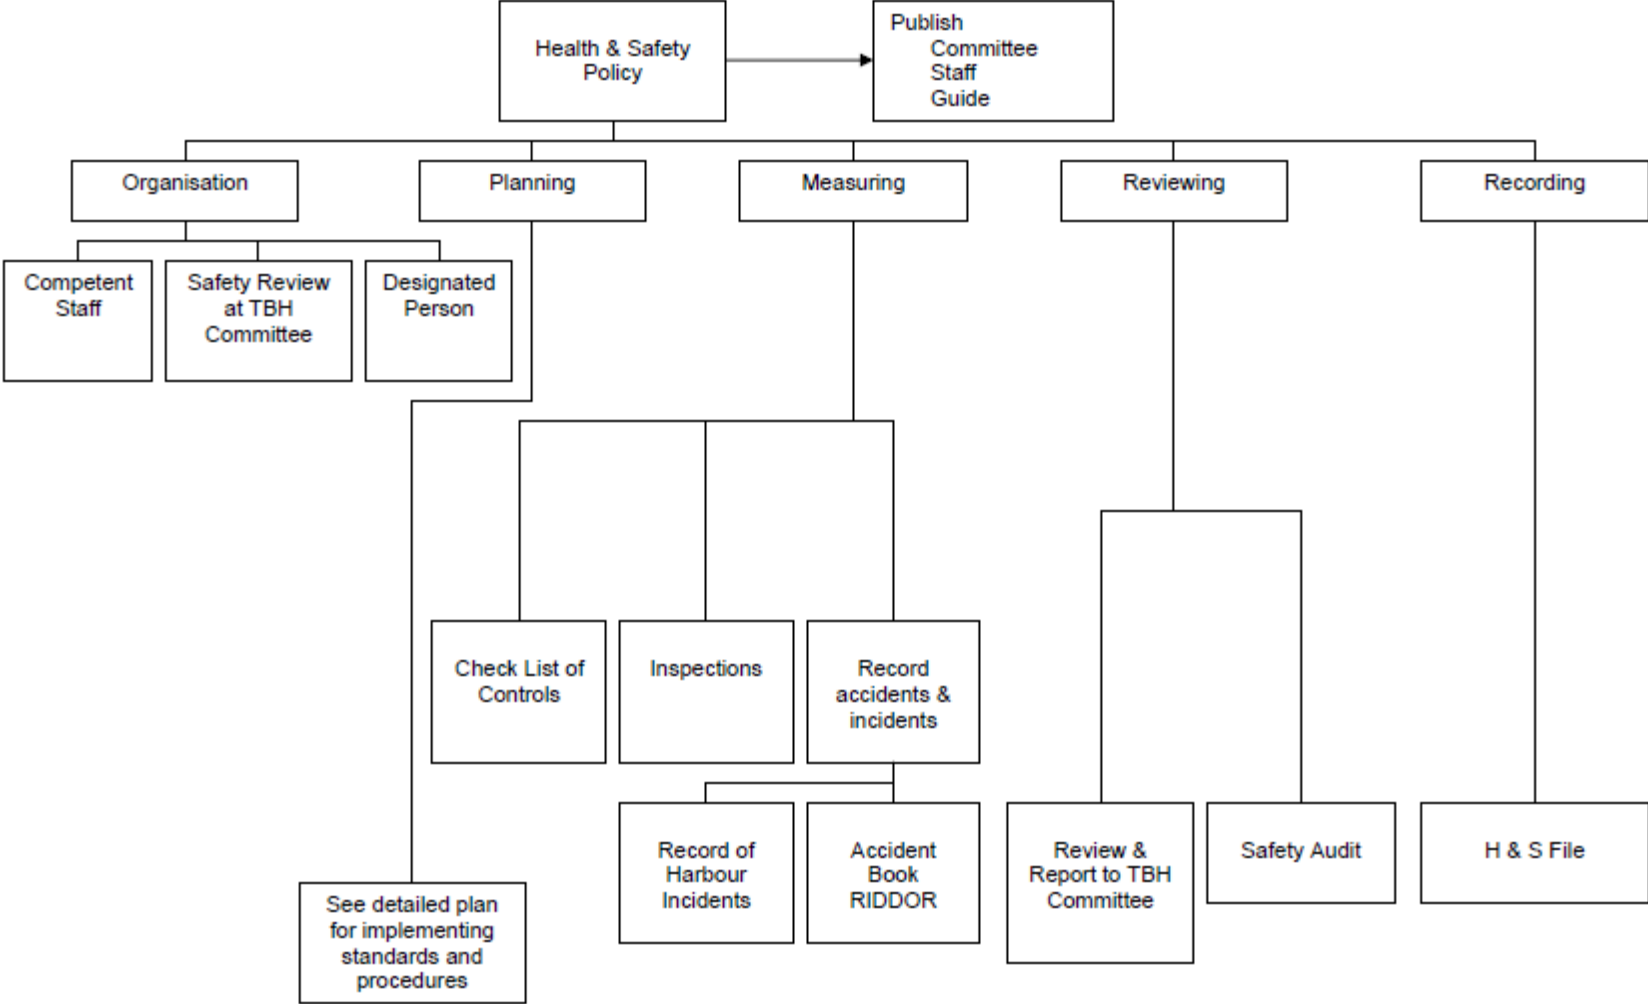 Health & Safety
Policy
Publish
Committee
Staff
Guide
Organisation
Planning
Measuring
Reviewing
Recording
Competent
Staff
Safety Review
at TBH
Committee
Designated
Person
Check List of
Controls
Inspections
Record
accidents &
incidents
Record of
Harbour
Incidents
Accident
Book
RIDDOR
Review &
Report to TBH
Committee
Safety Audit
H & S File
See detailed plan
for implementing
standards and
procedures